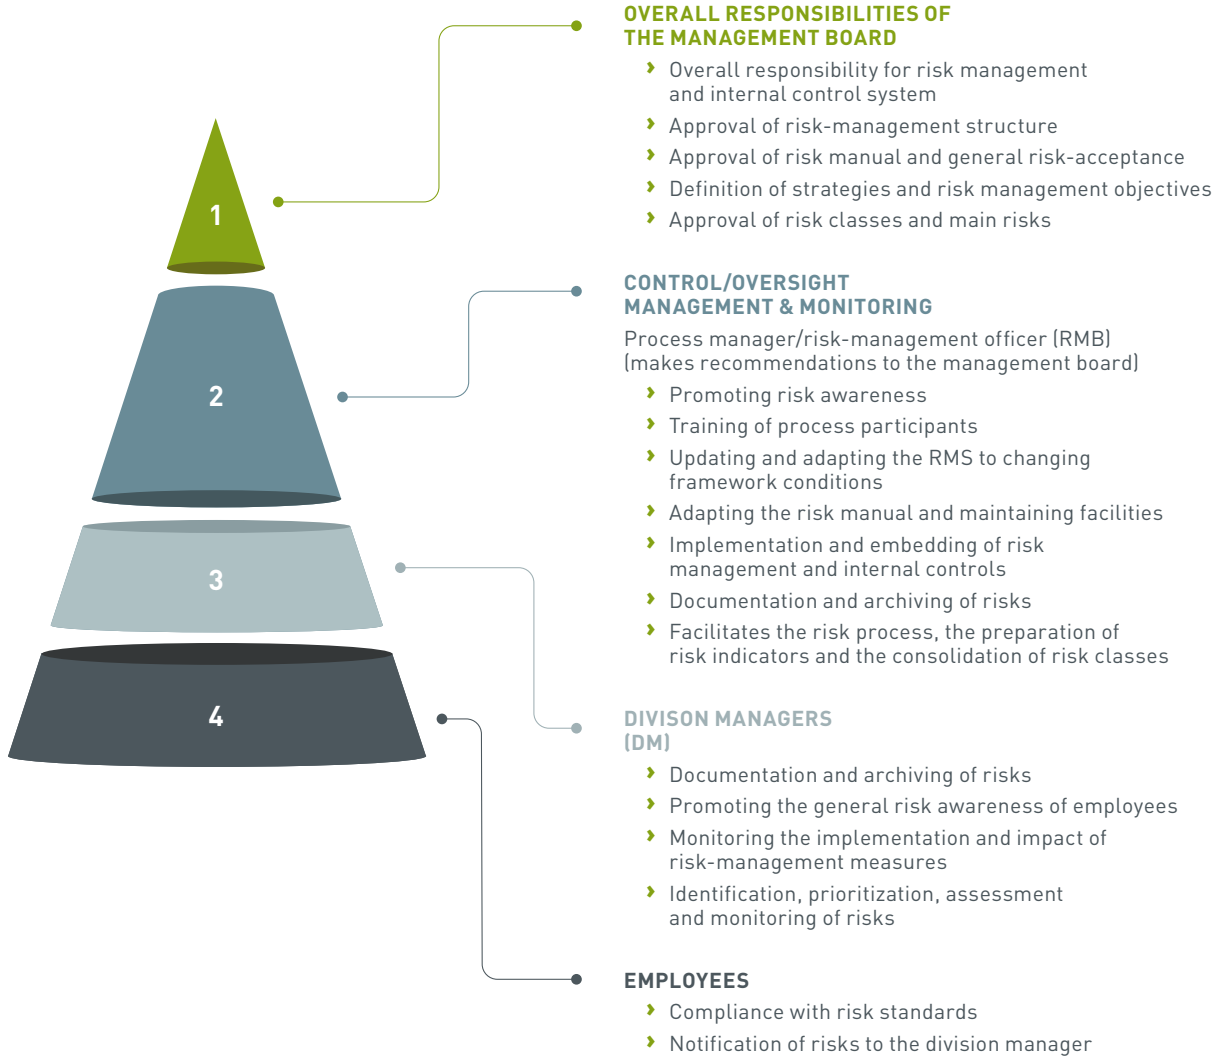 OVERALL RESPONSIBILITIES OF
THE MANAGEMENT BOARD
› Overall responsibility for risk management
and internal control system
› Approval of risk-management structure
› Approval of risk manual and general risk-acceptance
› Definition of strategies and risk management objectives
› Approval of risk classes and main risks
1
CONTROL/OVERSIGHT
MANAGEMENT & MONITORING
Process manager/risk-management officer (RMB)
(makes recommendations to the management board)
› Promoting risk awareness
› Training of process participants
› Updating and adapting the RMS to changing
framework conditions
› Adapting the risk manual and maintaining facilities
› Implementation and embedding of risk
management and internal controls
› Documentation and archiving of risks
› Facilitates the risk process, the preparation of
risk indicators and the consolidation of risk classes
2
DIVISON MANAGERS
(DM)
› Documentation and archiving of risks
› Promoting the general risk awareness of employees
› Monitoring the implementation and impact of
risk-management measures
› Identification, prioritization, assessment
and monitoring of risks
3
EMPLOYEES
› Compliance with risk standards
› Notification of risks to the division manager
4